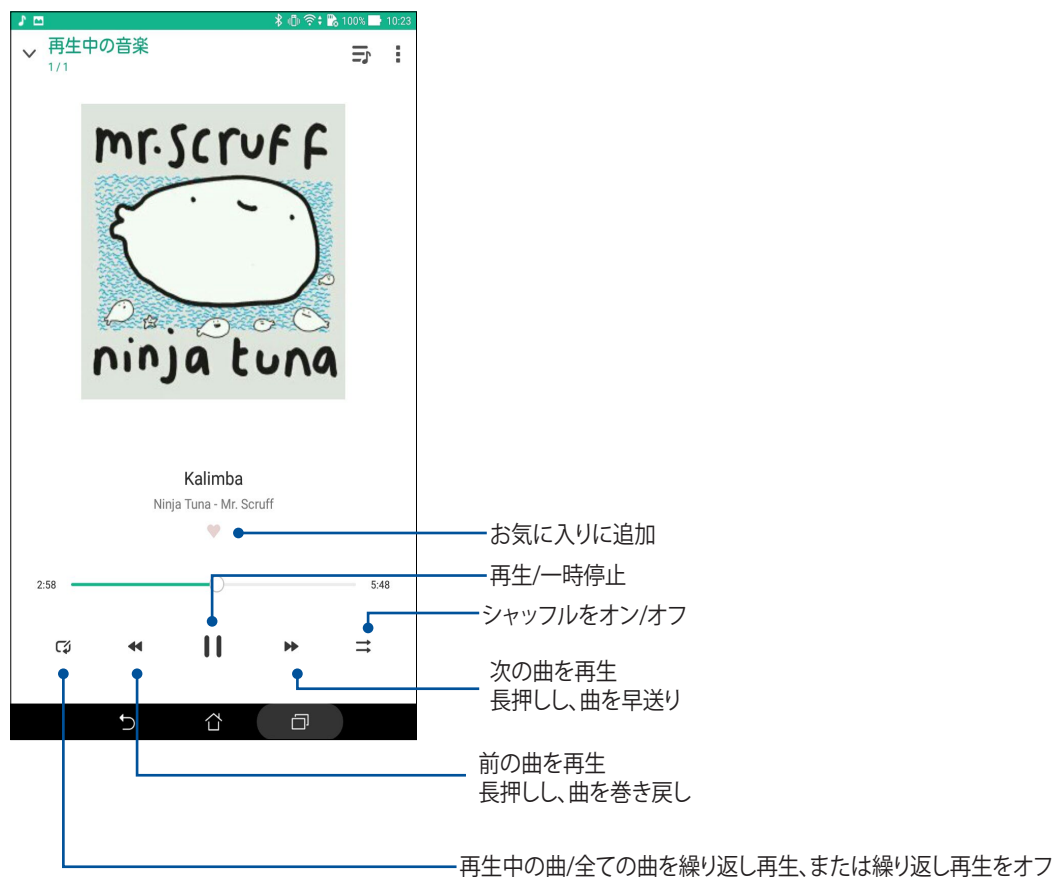 100% 10:23
再生中の音楽
1/1
mr.scruff
ninja tuna
Kalimba
Ninja Tuna - Mr. Scruff
お気に入りに追加
再生/一時停止
2:58 5:48
シャッフルをオン/オフ
次の曲を再生
長押しし、曲を早送り
前の曲を再生
長押しし、曲を巻き戻し
再生中の曲/全ての曲を繰り返し再生、または繰り返し再生をオフ